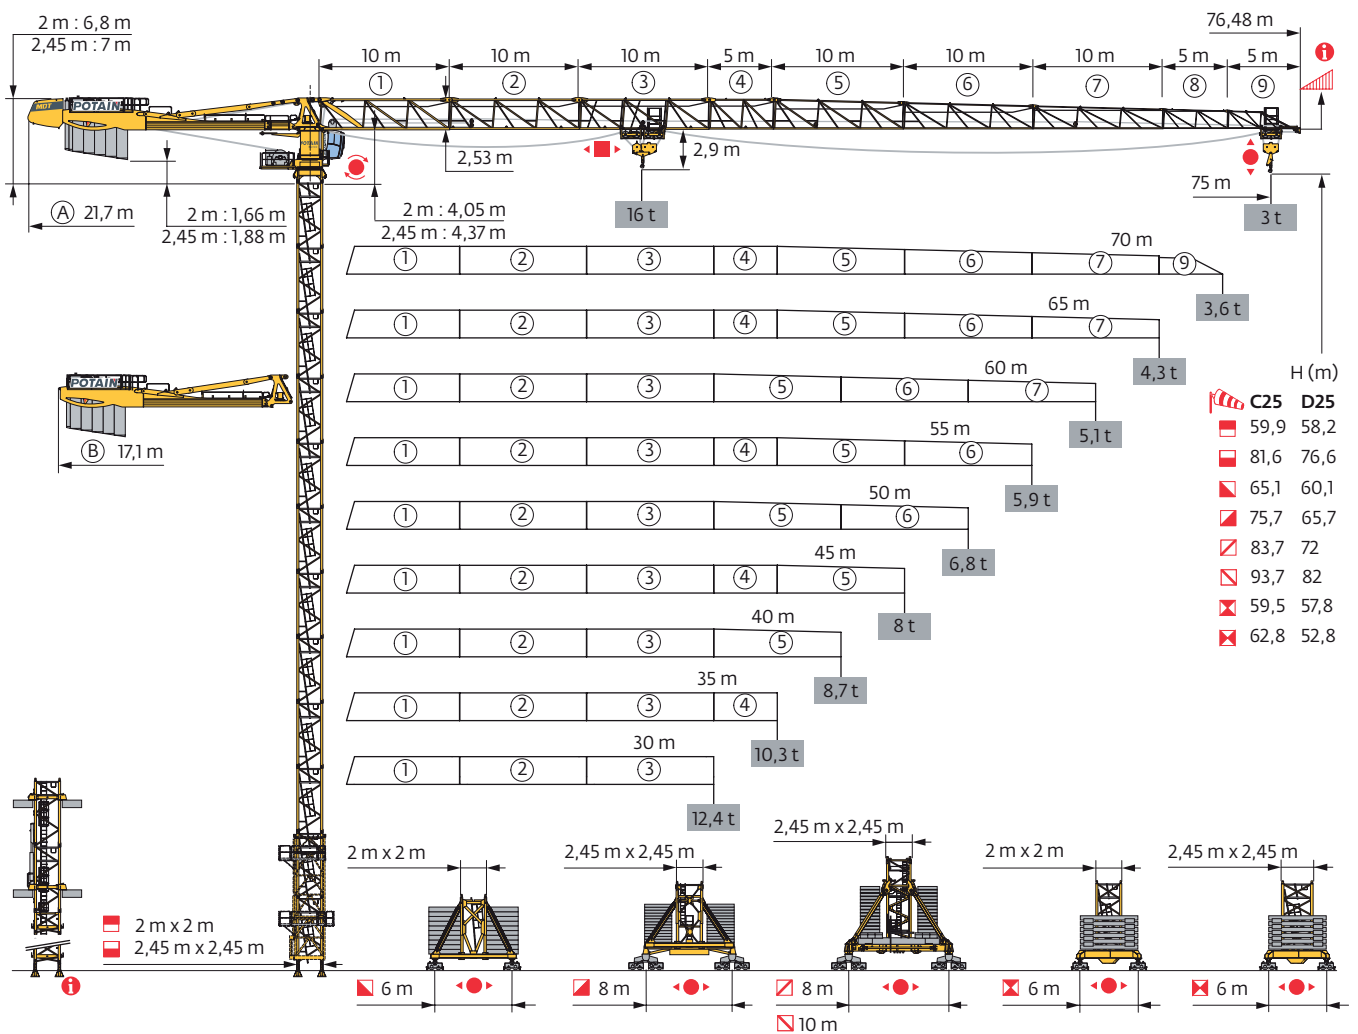 2 m : 6,8 m
2,45 m : 7 m
76,48 m
10 m 10 m 10 m 5 m 10 m 10 m 10 m 5 m 5 m
1 2 3 4 5 6 7 8 9
i
MDT POTAIN
POTAIN
2,53 m
2,9 m
A 21,7 m
2 m : 1,66 m
2,45 m : 1,88 m
2 m : 4,05 m
2,45 m : 4,37 m
16 t
75 m
3 t
70 m
1 2 3 4 5 6 7 9
3,6 t
65 m
1 2 3 4 5 6 7
4,3 t
60 m
1 2 3 5 6 7
5,1 t
POTAIN
B 17,1 m
55 m
1 2 3 4 5 6
5,9 t
50 m
1 2 3 5 6
6,8 t
45 m
1 2 3 4 5
8 t
40 m
1 2 3 5
8,7 t
35 m
1 2 3 4
10,3 t
30 m
1 2 3
12,4 t
H (m)
C25 D25
59,9 58,2
81,6 76,6
65,1 60,1
75,7 65,7
83,7 72
93,7 82
59,5 57,8
62,8 52,8
2 m x 2 m
2,45 m x 2,45 m
i
2 m x 2 m
6 m
2,45 m x 2,45 m
8 m
2,45 m x 2,45 m
8 m
10 m
2 m x 2 m
6 m
2,45 m x 2,45 m
6 m